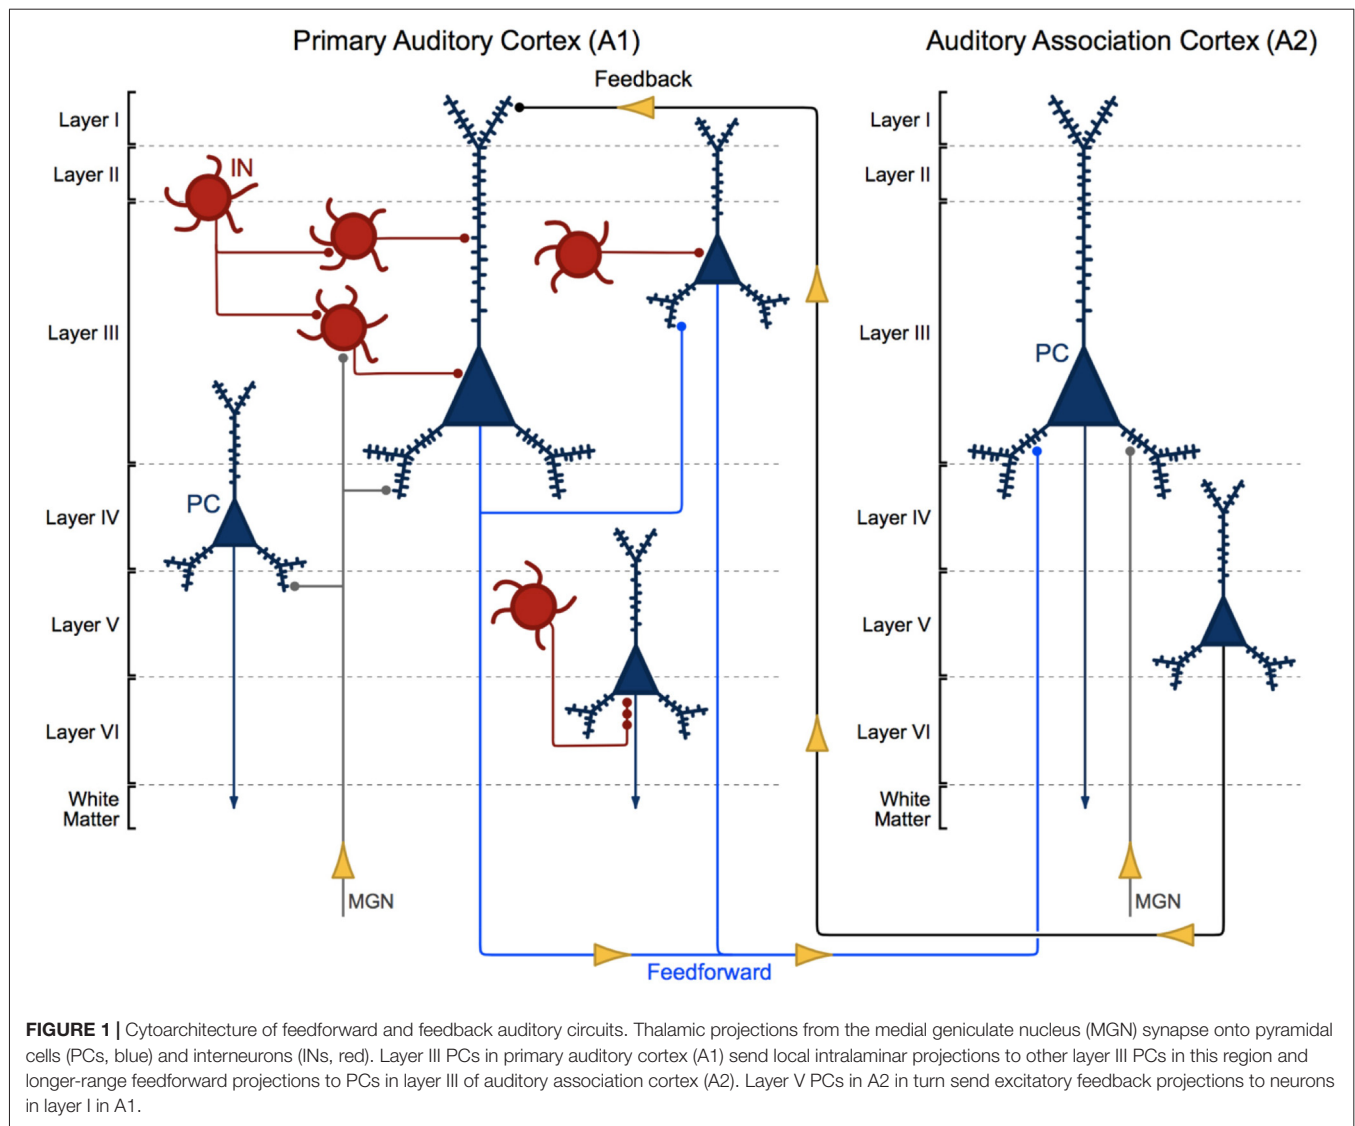 Primary Auditory Cortex (A1)
Auditory Association Cortex (A2)
Feedback
Layer I
Layer II
Layer III
Layer IV
Layer V
Layer VI
White
Matter
IN
PC
MGN
Feedforward
Layer I
Layer II
Layer III
Layer IV
Layer V
Layer VI
White
Matter
PC
MGN
FIGURE 1 | Cytoarchitecture of feedforward and feedback auditory circuits. Thalamic projections from the medial geniculate nucleus (MGN) synapse onto pyramidal
cells (PCs, blue) and interneurons (INs, red). Layer III PCs in primary auditory cortex (A1) send local intralaminar projections to other layer III PCs in this region and
longer-range feedforward projections to PCs in layer III of auditory association cortex (A2). Layer V PCs in A2 in turn send excitatory feedback projections to neurons
in layer I in A1.